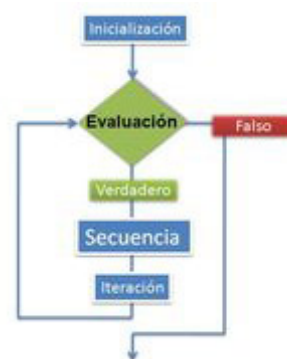 Inicialización
Evaluación
Falso
Verdadero
Secuencia
Iteración